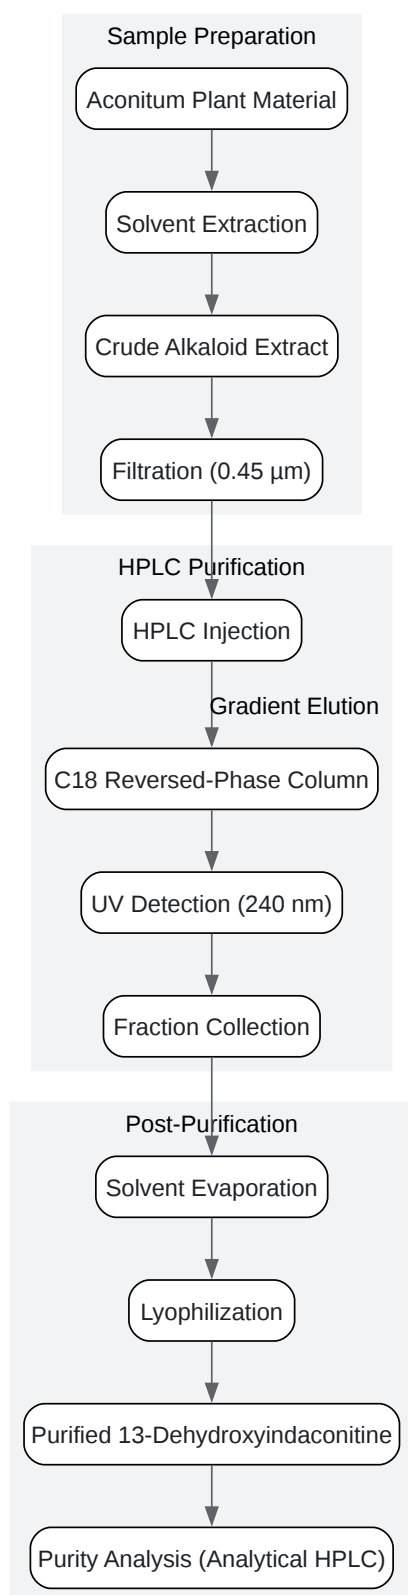 Sample Preparation
Aconitum Plant Material
Solvent Extraction
Crude Alkaloid Extract
Filtration (0.45 µm)
HPLC Purification
HPLC Injection
Gradient Elution
C18 Reversed-Phase Column
UV Detection (240 nm)
Fraction Collection
Post-Purification
Solvent Evaporation
Lyophilization
Purified 13-Dehydroxyindaconitine
Purity Analysis (Analytical HPLC)